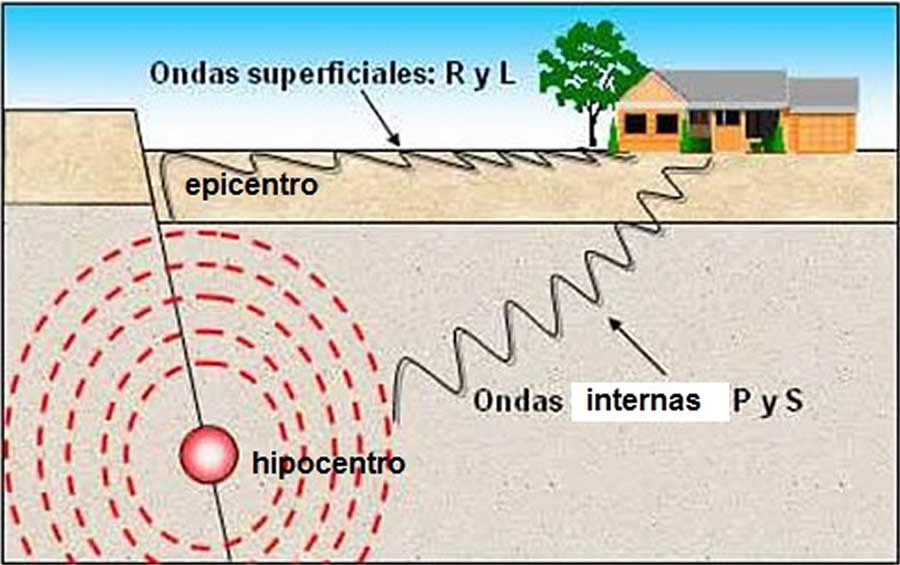 Ondas superficiales: R y L
epicentro
Ondas internas P y S
hipocentro